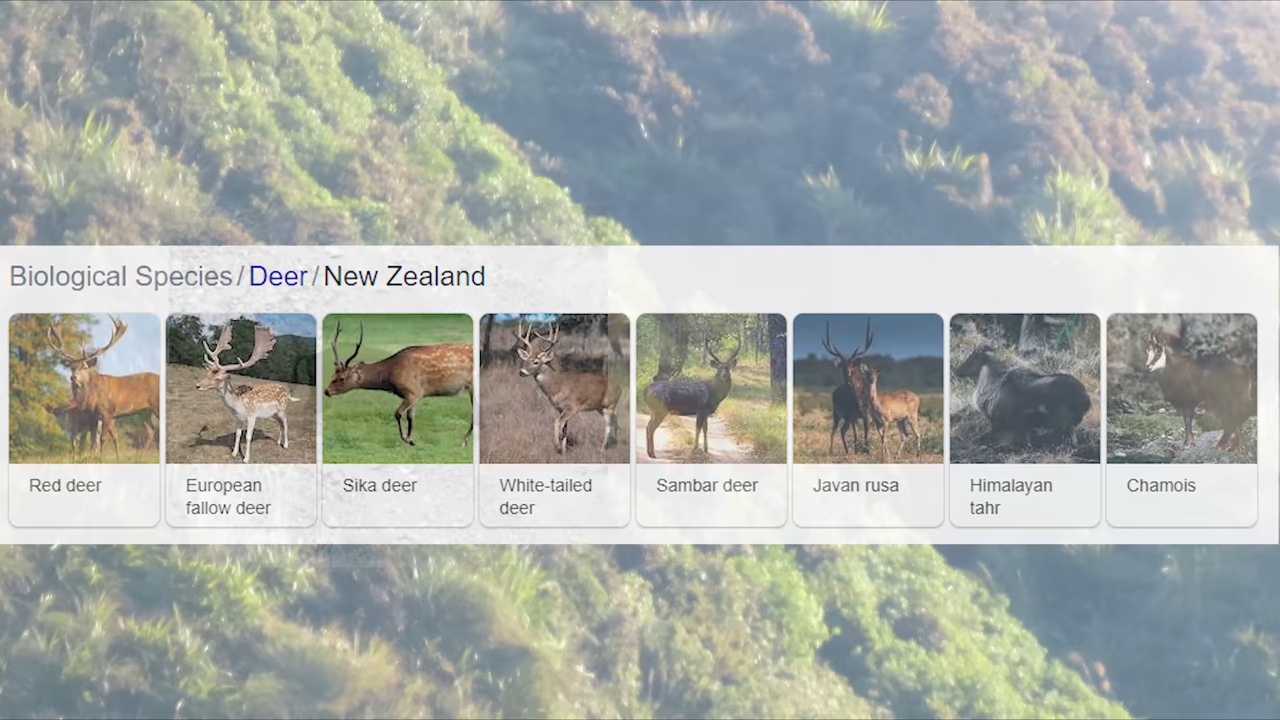 Biological Species / Deer / New Zealand
Red deer
European
fallow deer
Sika deer
White-tailed
deer
Sambar deer
Javan rusa
Himalayan
tahr
Chamois